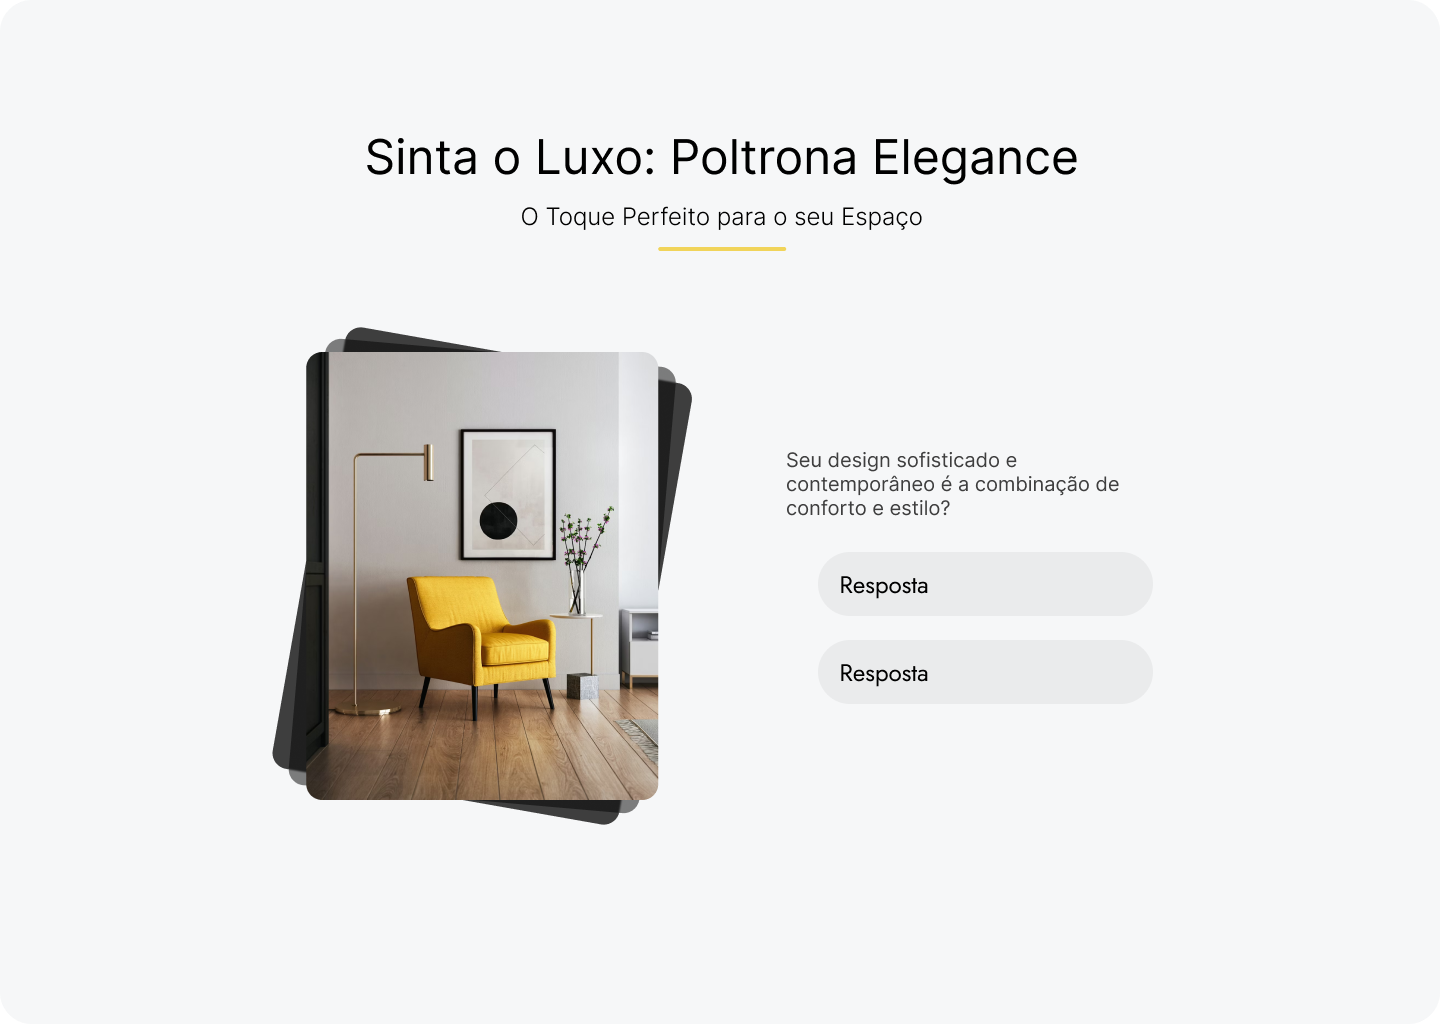 Sinta o Luxo: Poltrona Elegance
O Toque Perfeito para o seu Espaço
Seu design sofisticado e
contemporâneo é a combinação de
conforto e estilo?
Resposta
Resposta